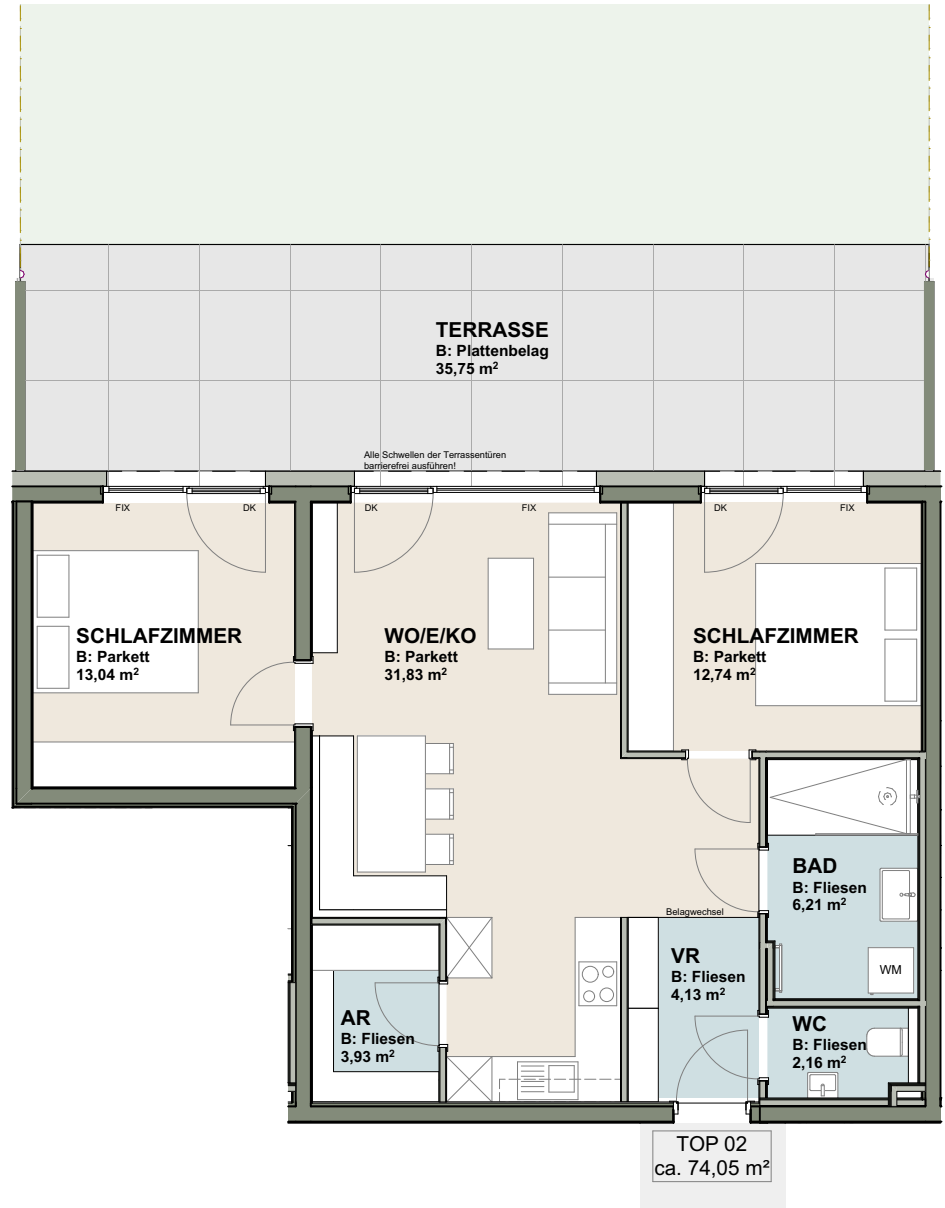 TERRASSE
B: Plattenbelag
35,75 m²
Alle Schwellen der Terrassentüren
barrierefrei ausführen!
FIX
DK
DK
FIX
DK
FIX
SCHLAFZIMMER
B: Parkett
13,04 m²
WO/E/KO
B: Parkett
31,83 m²
SCHLAFZIMMER
B: Parkett
12,74 m²
BAD
B: Fliesen
6,21 m²
Belagwechsel
VR
B: Fliesen
4,13 m²
WM
AR
B: Fliesen
3,93 m²
WC
B: Fliesen
2,16 m²
TOP 02
ca. 74,05 m²